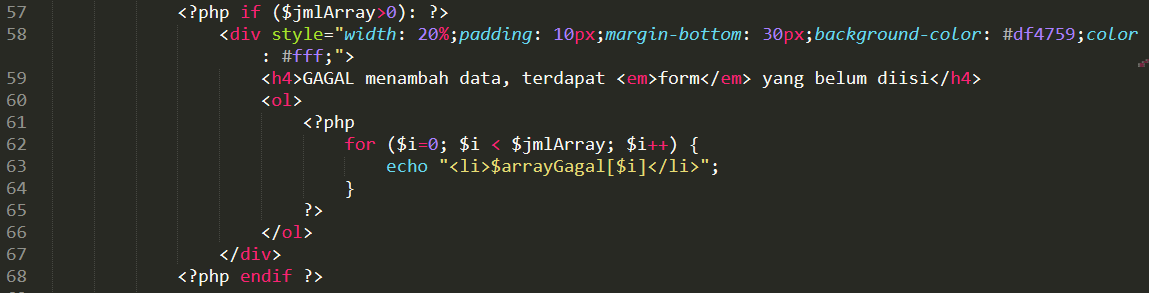 57 <?php if ($jmlArray>0): ?>
58 <div style="width: 20%;padding: 10px;margin-bottom: 30px;background-color: #df4759;color
: #fff;">
59 <h4>GAGAL menambah data, terdapat <em>form</em> yang belum diisi</h4>
60 <ol>
61 <?php
62 for ($i=0; $i < $jmlArray; $i++) {
63 echo "<li>$arrayGagal[$i]</li>";
64 }
65 ?>
66 </ol>
67 </div>
68 <?php endif ?>